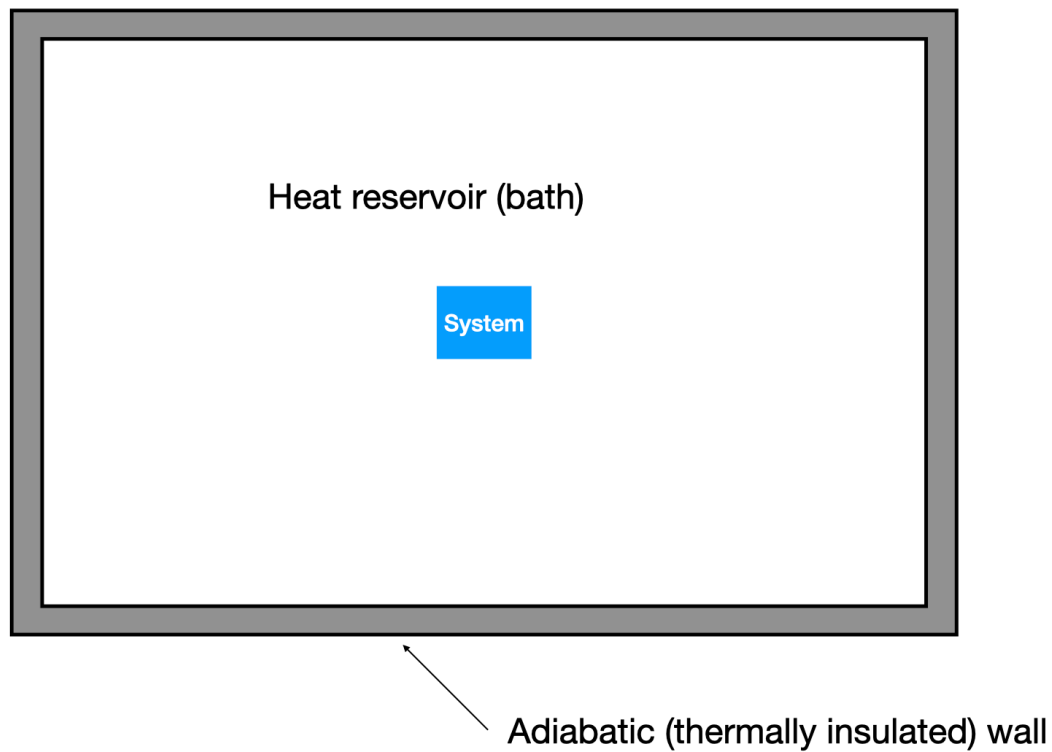 Heat reservoir (bath)
System
Adiabatic (thermally insulated) wall